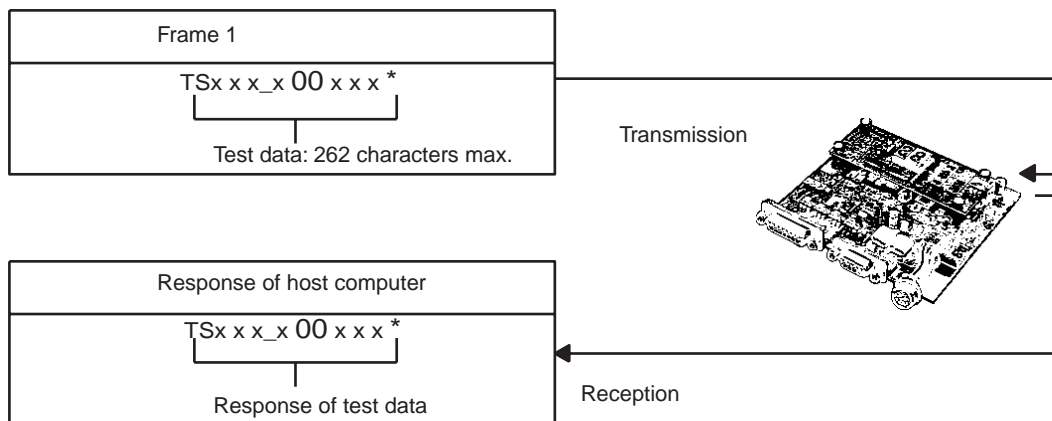 Frame 1
TSx x x_x 00 x x x *
Test data: 262 characters max.
Transmission
Response of host computer
TSx x x_x 00 x x x *
Response of test data
Reception